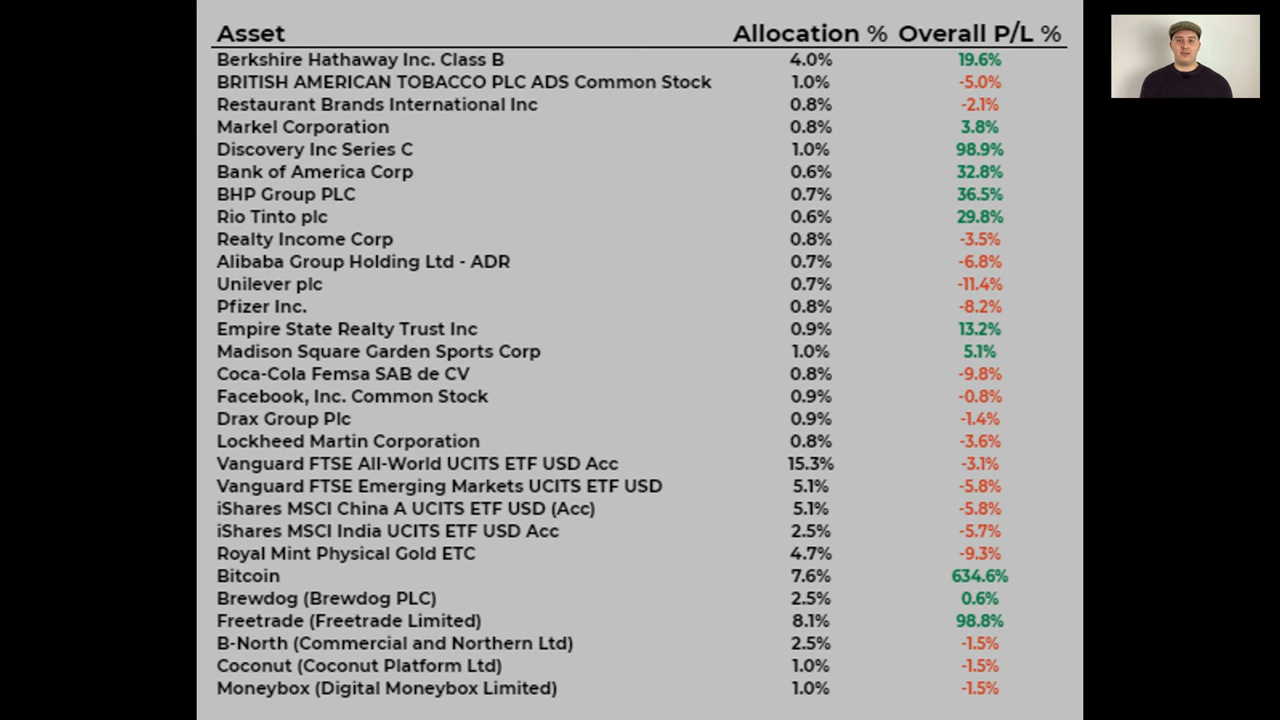 Asset Allocation % Overall P/L %
Berkshire Hathaway Inc. Class B 4.0% 19.6%
BRITISH AMERICAN TOBACCO PLC ADS Common Stock 1.0% -5.0%
Restaurant Brands International Inc 0.8% -2.1%
Markel Corporation 0.8% 3.8%
Discovery Inc Series C 1.0% 98.9%
Bank of America Corp 0.6% 32.8%
BHP Group PLC 0.7% 36.5%
Rio Tinto plc 0.6% 29.8%
Realty Income Corp 0.8% -3.5%
Alibaba Group Holding Ltd - ADR 0.7% -6.8%
Unilever plc 0.7% -11.4%
Pfizer Inc. 0.8% -8.2%
Empire State Realty Trust Inc 0.9% 13.2%
Madison Square Garden Sports Corp 1.0% 5.1%
Coca-Cola Femsa SAB de CV 0.8% -9.8%
Facebook, Inc. Common Stock 0.9% -0.8%
Drax Group Plc 0.9% -1.4%
Lockheed Martin Corporation 0.8% -3.6%
Vanguard FTSE All-World UCITS ETF USD Acc 15.3% -3.1%
Vanguard FTSE Emerging Markets UCITS ETF USD 5.1% -5.8%
iShares MSCI China A UCITS ETF USD (Acc) 5.1% -5.8%
iShares MSCI India UCITS ETF USD Acc 2.5% -5.7%
Royal Mint Physical Gold ETC 4.7% -9.3%
Bitcoin 7.6% 634.6%
Brewdog (Brewdog PLC) 2.5% 0.6%
Freetrade (Freetrade Limited) 8.1% 98.8%
B-North (Commercial and Northern Ltd) 2.5% -1.5%
Coconut (Coconut Platform Ltd) 1.0% -1.5%
Moneybox (Digital Moneybox Limited) 1.0% -1.5%